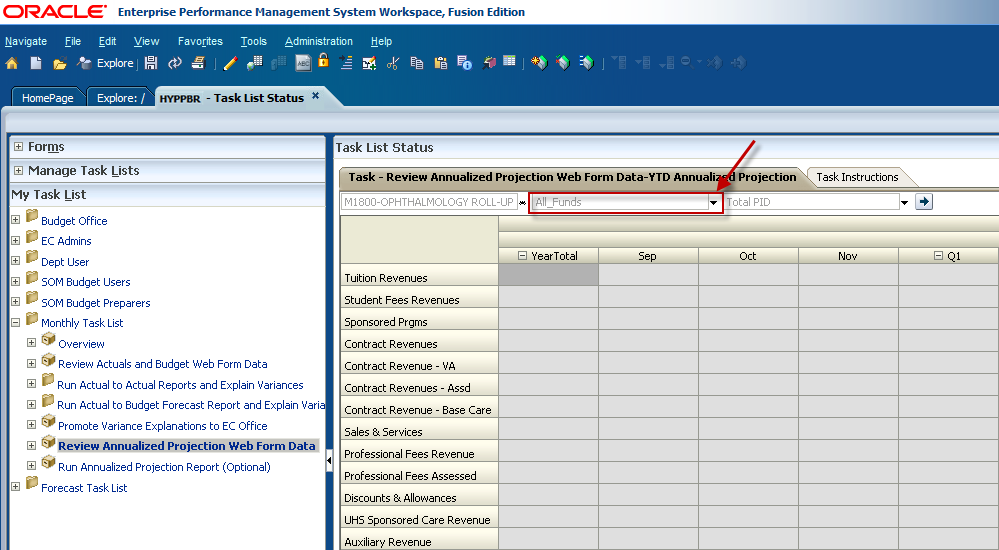 ORACLE® Enterprise Performance Management System Workspace, Fusion Edition
Navigate File Edit View Favorites Tools Administration Help
Explore
HomePage Explore: / HYPPBR - Task List Status
Forms
Manage Task Lists
My Task List
Budget Office
EC Admins
Dept User
SOM Budget Users
SOM Budget Preparers
Monthly Task List
Overview
Review Actuals and Budget Web Form Data
Run Actual to Actual Reports and Explain Variances
Run Actual to Budget Forecast Report and Explain Varia
Promote Variance Explanations to EC Office
Review Annualized Projection Web Form Data
Run Annualized Projection Report (Optional)
Forecast Task List
Task List Status
Task - Review Annualized Projection Web Form Data-YTD Annualized Projection Task Instructions
M1800-OPHTHALMOLOGY ROLL-UP All_Funds Total PID
YearTotal Sep Oct Nov Q1
Tuition Revenues
Student Fees Revenues
Sponsored Prgms
Contract Revenues
Contract Revenue - VA
Contract Revenues - Assd
Contract Revenue - Base Care
Sales & Services
Professional Fees Revenue
Professional Fees Assessed
Discounts & Allowances
UHS Sponsored Care Revenue
Auxiliary Revenue